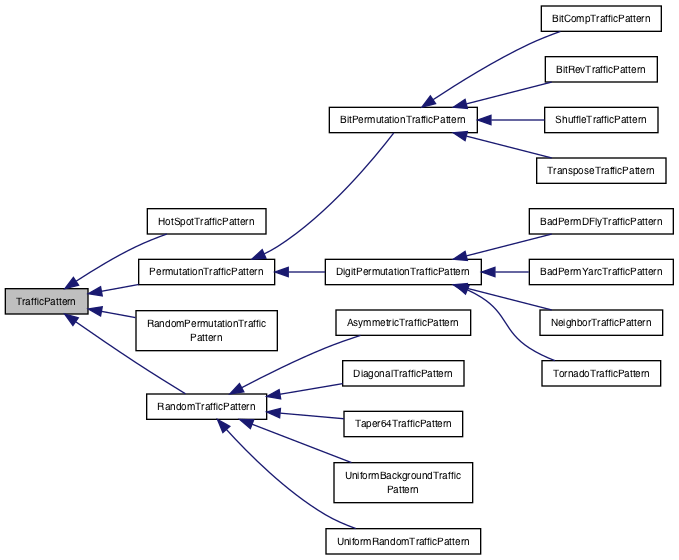 BitCompTrafficPattern
BitRevTrafficPattern
BitPermutationTrafficPattern
ShuffleTrafficPattern
TransposeTrafficPattern
HotSpotTrafficPattern
BadPermDFlyTrafficPattern
PermutationTrafficPattern
DigitPermutationTrafficPattern
BadPermYarcTrafficPattern
TrafficPattern
RandomPermutationTraffic
Pattern
AsymmetricTrafficPattern
NeighborTrafficPattern
DiagonalTrafficPattern
TornadoTrafficPattern
RandomTrafficPattern
Taper64TrafficPattern
UniformBackgroundTraffic
Pattern
UniformRandomTrafficPattern